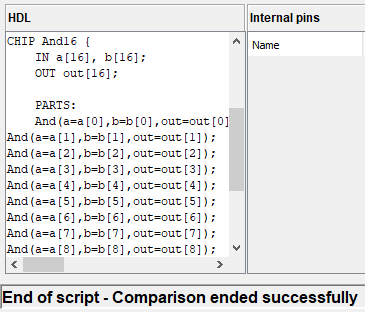 HDL
Internal pins
CHIP And16 {
IN a[16], b[16];
OUT out[16];
PARTS:
And(a=a[0],b=b[0],out=out[0]
And(a=a[1],b=b[1],out=out[1]);
And(a=a[2],b=b[2],out=out[2]);
And(a=a[3],b=b[3],out=out[3]);
And(a=a[4],b=b[4],out=out[4]);
And(a=a[5],b=b[5],out=out[5]);
And(a=a[6],b=b[6],out=out[6]);
And(a=a[7],b=b[7],out=out[7]);
And(a=a[8],b=b[8],out=out[8]);
Name
End of script - Comparison ended successfully